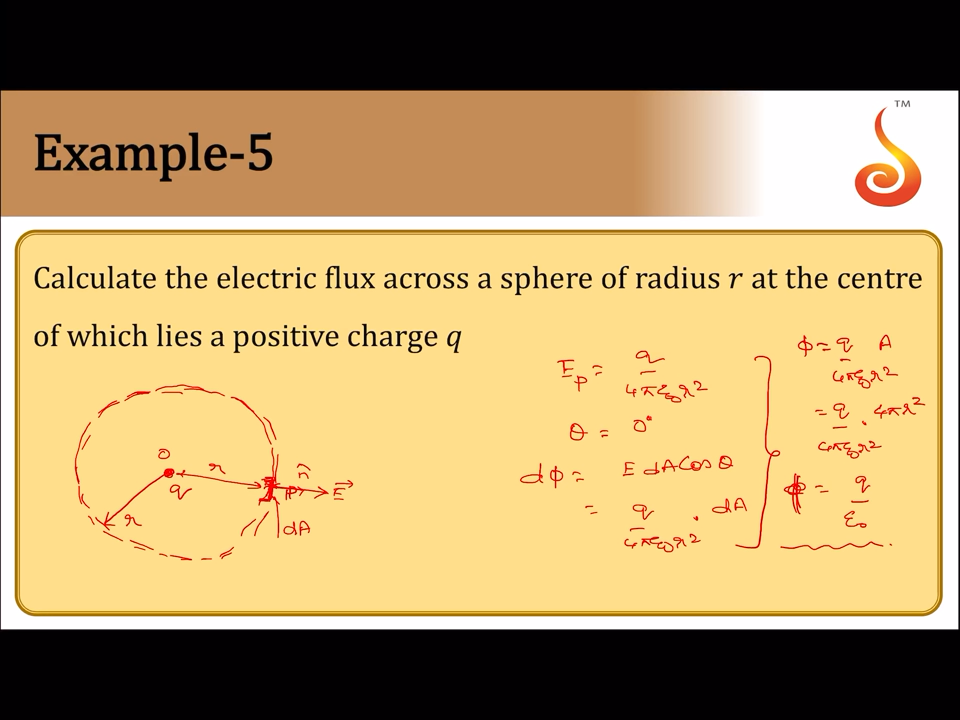 TM
Example-5
Calculate the electric flux across a sphere of radius r at the centre
of which lies a positive charge q
O
q
r
r
P
n̂
E⃗
dA
E_p = q / 4πε₀r²
θ = 0°
dϕ = E dA Cos θ
= q / 4πε₀r² · dA
ϕ = q / 4πε₀r² A
= q / 4πε₀r² · 4πr²
ϕ = q / ε₀